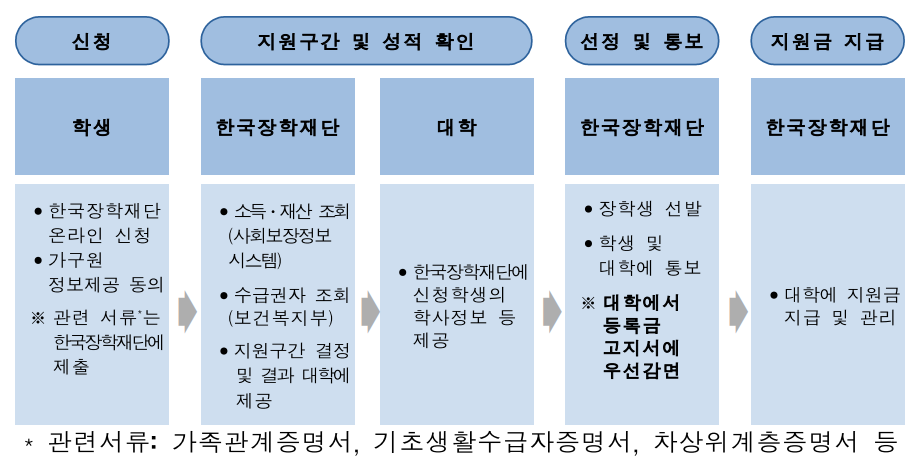 신청
지원구간 및 성적 확인
선정 및 통보
지원금 지급
학생
한국장학재단
대학
한국장학재단
한국장학재단
● 한국장학재단
온라인 신청
● 가구원
정보제공 동의
※ 관련 서류*는
한국장학재단에
제출
● 소득·재산 조회
(사회보장정보
시스템)
● 수급권자 조회
(보건복지부)
● 지원구간 결정
및 결과 대학에
제공
● 한국장학재단에
신청학생의
학사정보 등
제공
● 장학생 선발
● 학생 및
대학에 통보
※ 대학에서
등록금
고지서에
우선감면
● 대학에 지원금
지급 및 관리
* 관련서류: 가족관계증명서, 기초생활수급자증명서, 차상위계층증명서 등